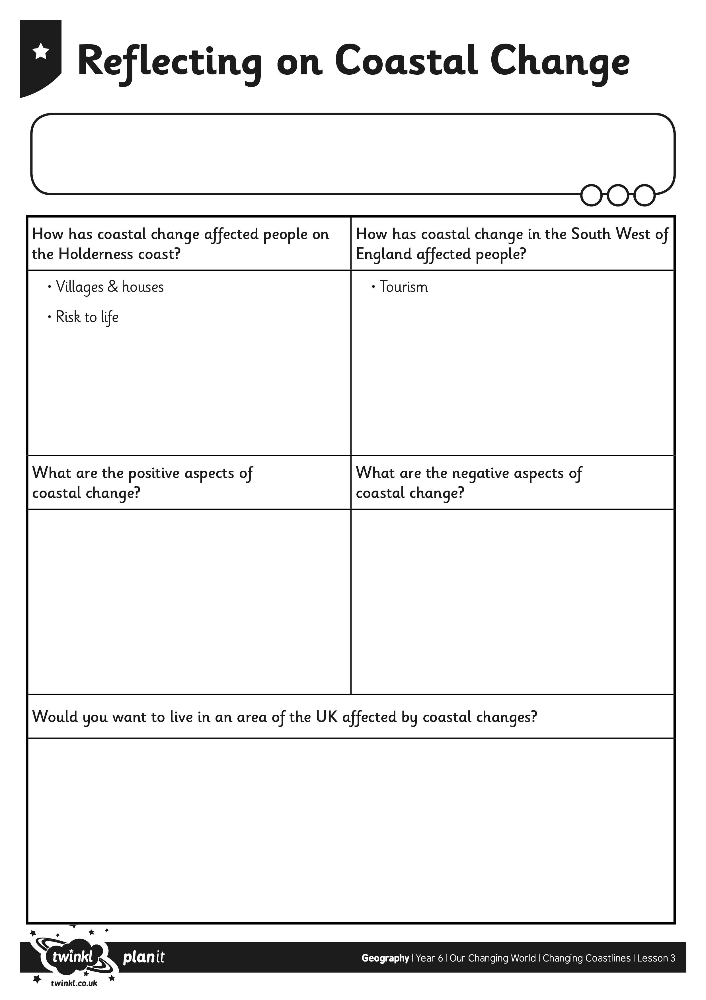 Reflecting on Coastal Change
How has coastal change affected people on
the Holderness coast?
How has coastal change in the South West of
England affected people?
• Villages & houses
• Risk to life
• Tourism
What are the positive aspects of
coastal change?
What are the negative aspects of
coastal change?
Would you want to live in an area of the UK affected by coastal changes?
twinkl
planit
Geography | Year 6 | Our Changing World | Changing Coastlines | Lesson 3
twinkl.co.uk